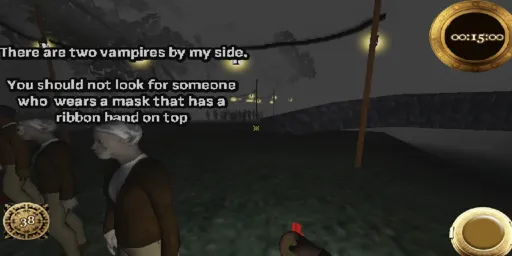 There are two vampires by my side.
You should not look for someone
who wears a mask that has a
ribbon band on top
00:15:00
38